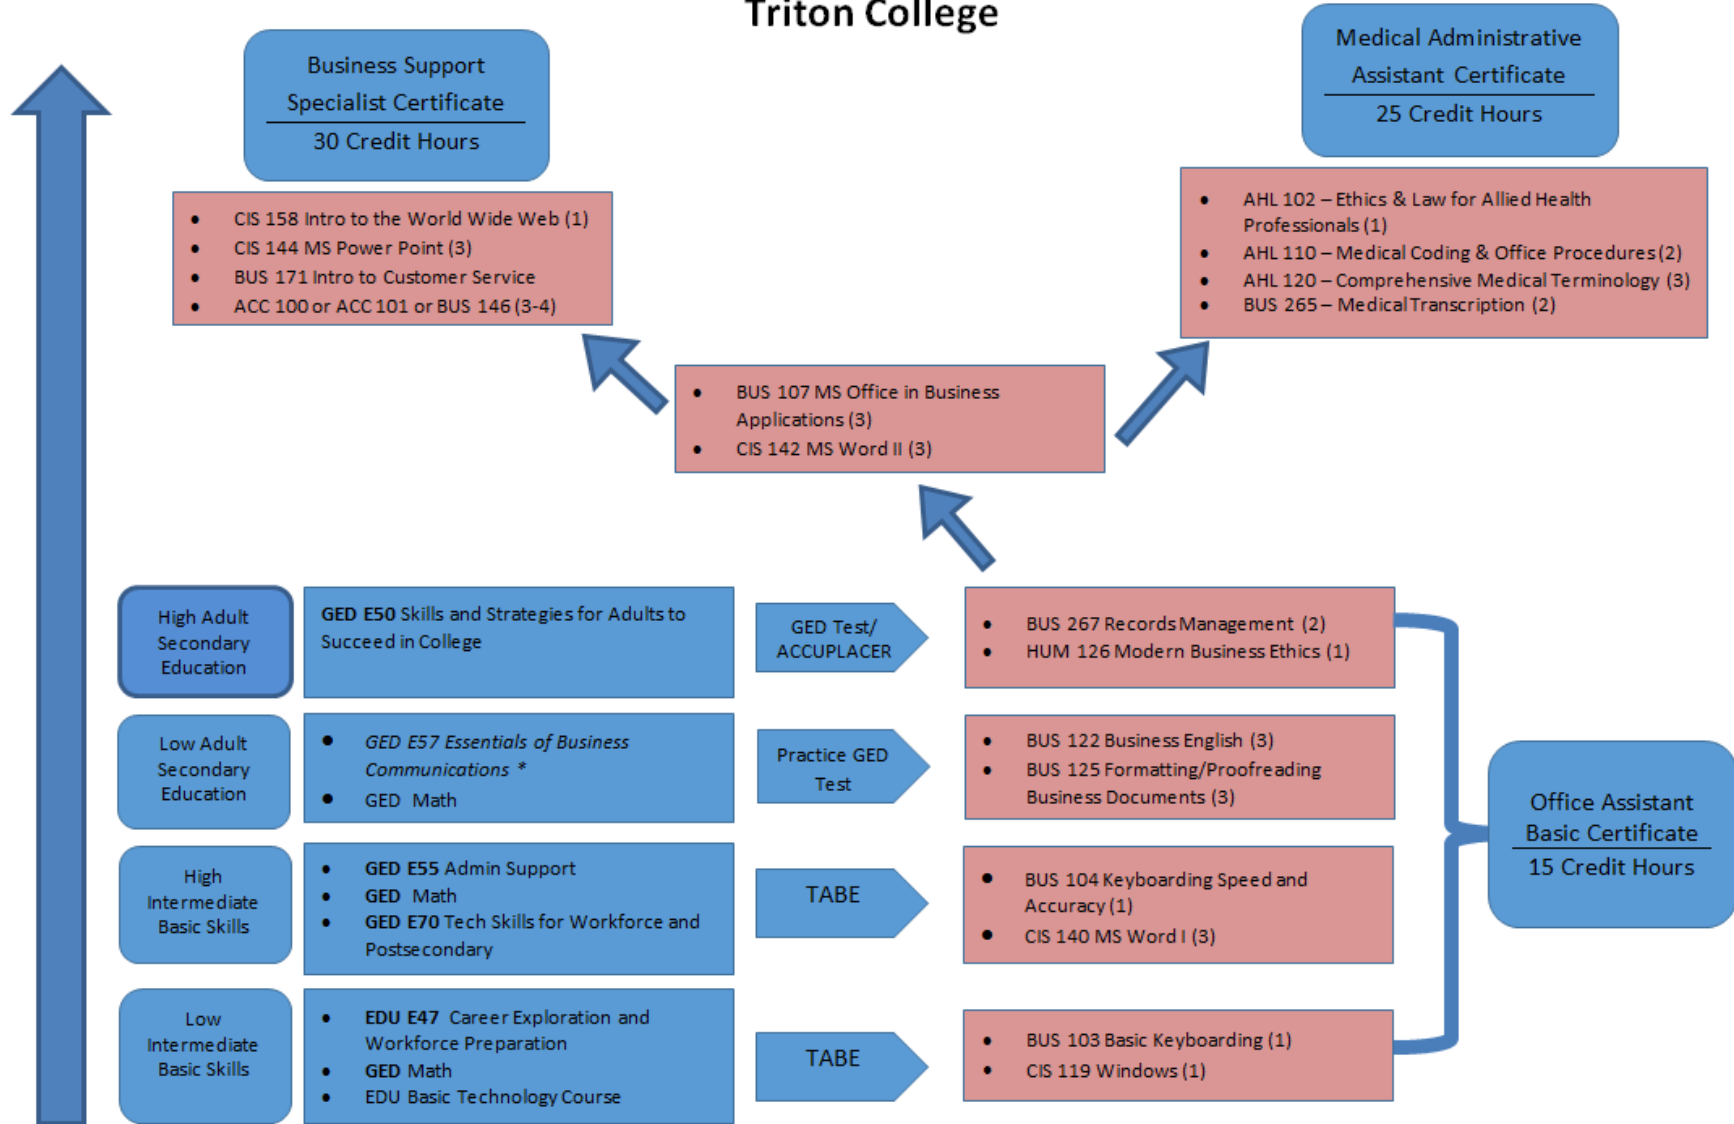 Triton College
Business Support
Specialist Certificate
30 Credit Hours
Medical Administrative
Assistant Certificate
25 Credit Hours
• CIS 158 Intro to the World Wide Web (1)
• CIS 144 MS Power Point (3)
• BUS 171 Intro to Customer Service
• ACC 100 or ACC 101 or BUS 146 (3-4)
• AHL 102 – Ethics & Law for Allied Health
Professionals (1)
• AHL 110 – Medical Coding & Office Procedures (2)
• AHL 120 – Comprehensive Medical Terminology (3)
• BUS 265 – Medical Transcription (2)
• BUS 107 MS Office in Business
Applications (3)
• CIS 142 MS Word II (3)
High Adult
Secondary
Education
GED E50 Skills and Strategies for Adults to
Succeed in College
GED Test/
ACCUPLACER
• BUS 267 Records Management (2)
• HUM 126 Modern Business Ethics (1)
Low Adult
Secondary
Education
• GED E57 Essentials of Business
Communications *
• GED Math
Practice GED
Test
• BUS 122 Business English (3)
• BUS 125 Formatting/Proofreading
Business Documents (3)
High
Intermediate
Basic Skills
• GED E55 Admin Support
• GED Math
• GED E70 Tech Skills for Workforce and
Postsecondary
TABE
• BUS 104 Keyboarding Speed and
Accuracy (1)
• CIS 140 MS Word I (3)
Low
Intermediate
Basic Skills
• EDU E47 Career Exploration and
Workforce Preparation
• GED Math
• EDU Basic Technology Course
TABE
• BUS 103 Basic Keyboarding (1)
• CIS 119 Windows (1)
Office Assistant
Basic Certificate
15 Credit Hours